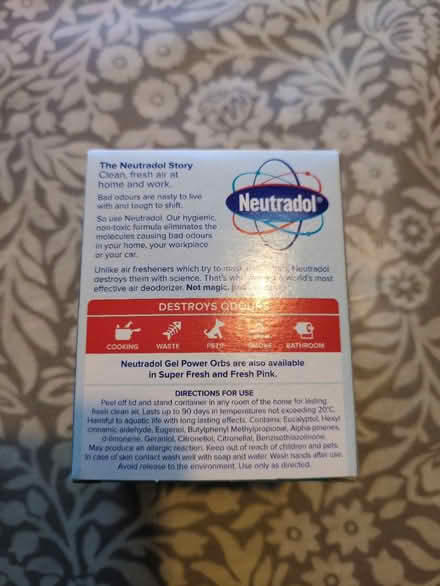 The Neutradol Story
Clean, fresh air at
home and work.
Bad odours are nasty to live
with and tough to shift.
So use Neutradol. Our hygienic,
non-toxic formula eliminates the
molecules causing bad odours
in your home, your workplace
or your car.
Neutradol®
Unlike air fresheners which try to mask Neutradol
destroys them with science. That's world's most
effective air deodorizer. Not magic, just
DESTROYS ODOURS
COOKING WASTE PETS SMOKE BATHROOM
Neutradol Gel Power Orbs are also available
in Super Fresh and Fresh Pink.
DIRECTIONS FOR USE
Peel off lid and stand container in any room of the home for lasting
fresh clean air. Lasts up to 90 days in temperatures not exceeding 20°C.
Harmful to aquatic life with long lasting effects. Contains: Eucalyptol, Hexyl
cinnamic aldehyde, Eugenol, Butylphenyl Methylpropional, Alpha-pinenes,
d-limonene, Geraniol, Citronellol, Citronellal, Benzisothiazolinone.
May produce an allergic reaction. Keep out of reach of children and pets.
In case of skin contact wash well with soap and water. Wash hands after use.
Avoid release to the environment. Use only as directed.